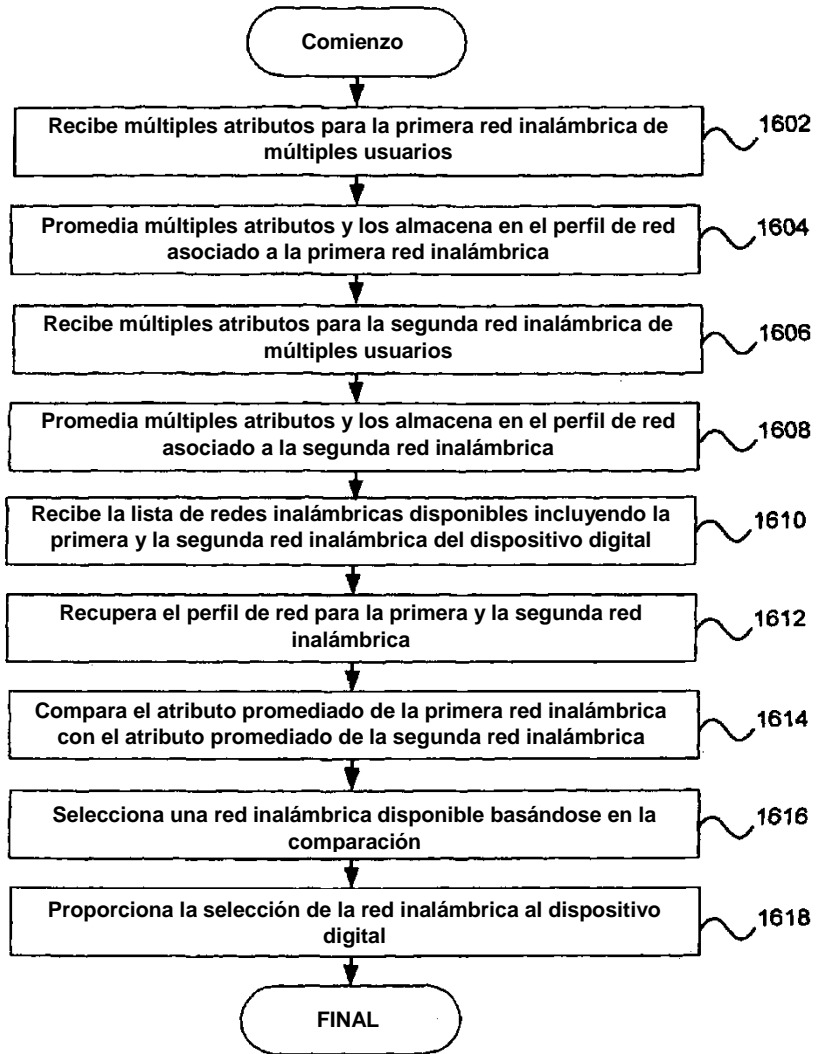 Comienzo
Recibe múltiples atributos para la primera red inalámbrica de
múltiples usuarios
1602
Promedia múltiples atributos y los almacena en el perfil de red
asociado a la primera red inalámbrica
1604
Recibe múltiples atributos para la segunda red inalámbrica de
múltiples usuarios
1606
Promedia múltiples atributos y los almacena en el perfil de red
asociado a la segunda red inalámbrica
1608
Recibe la lista de redes inalámbricas disponibles incluyendo la
primera y la segunda red inalámbrica del dispositivo digital
1610
Recupera el perfil de red para la primera y la segunda red
inalámbrica
1612
Compara el atributo promediado de la primera red inalámbrica
con el atributo promediado de la segunda red inalámbrica
1614
Selecciona una red inalámbrica disponible basándose en la
comparación
1616
Proporciona la selección de la red inalámbrica al dispositivo
digital
1618
FINAL